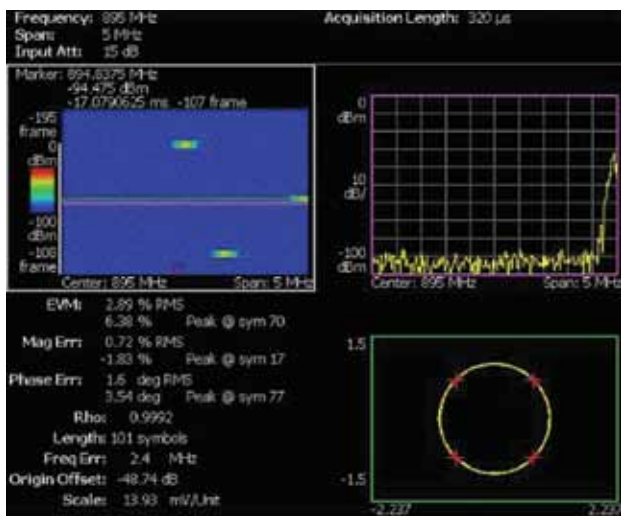 Frequency: 895 MHz
Acquisition Length: 320 µs
Span: 5 MHz
Input Att: 15 dB
Marker: 894.8375 MHz
-94.475 dBm
-17.0790625 ms -107 frame
-195
frame
0
dBm
-100
dBm
-108
frame
Center: 895 MHz Span: 5 MHz
0
dBm
10
dB/
-100
dBm
Center: 895 MHz Span: 5 MHz
EVM: 2.89 % RMS
6.38 % Peak @ sym 70
Mag Err: 0.72 % RMS
-1.83 % Peak @ sym 17
Phase Err: 1.6 deg RMS
3.54 deg Peak @ sym 77
Rho: 0.9992
Length: 101 symbols
Freq Err: 2.4 MHz
Origin Offset: -48.74 dB
Scale: 13.93 mV/Unit
1.5
-1.5
-2.237 2.237